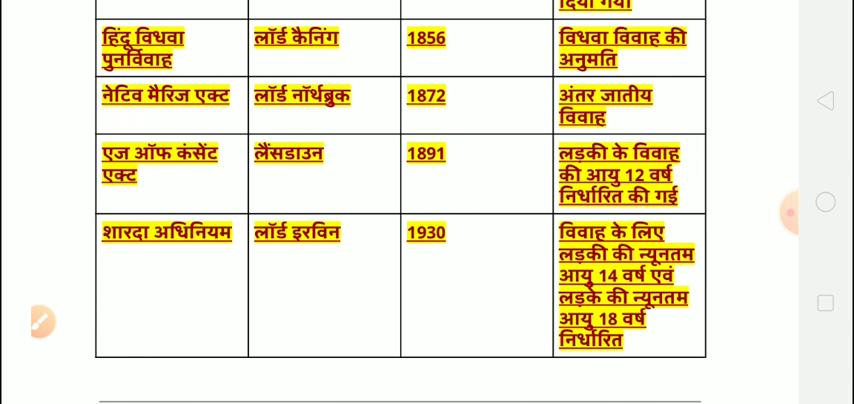 दिया गया
हिंदू विधवा
पुनर्विवाह
लॉर्ड कैनिंग
1856
विधवा विवाह की
अनुमति
नेटिव मैरिज एक्ट
लॉर्ड नॉर्थब्रुक
1872
अंतर जातीय
विवाह
एज ऑफ कंसेंट
एक्ट
लैंसडाउन
1891
लड़की के विवाह
की आयु 12 वर्ष
निर्धारित की गई
शारदा अधिनियम
लॉर्ड इरविन
1930
विवाह के लिए
लड़की की न्यूनतम
आयु 14 वर्ष एवं
लड़के की न्यूनतम
आयु 18 वर्ष
निर्धारित